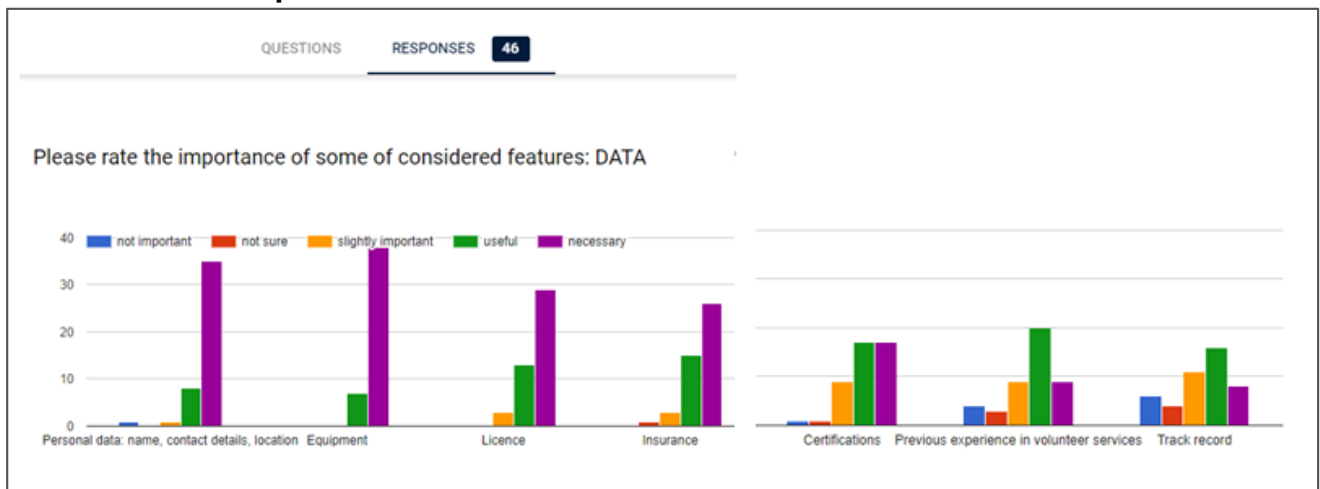 QUESTIONS RESPONSES 46
Please rate the importance of some of considered features: DATA
40 not important not sure slightly important useful necessary
30
20
10
0
Personal data: name, contact details, location Equipment Licence Insurance Certifications Previous experience in volunteer services Track record